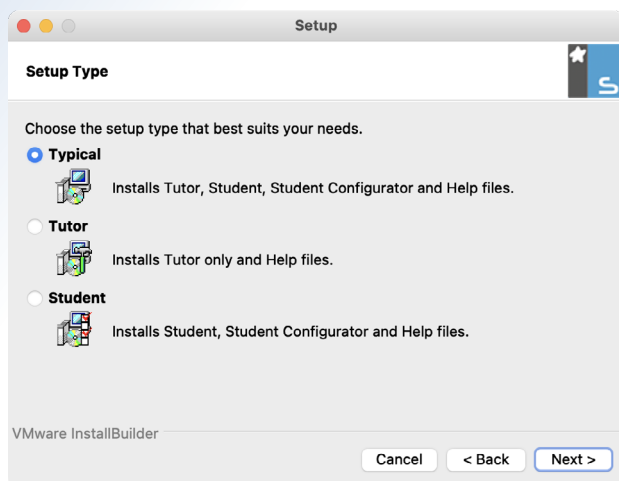 Setup
Setup Type
S
Choose the setup type that best suits your needs.
Typical
Installs Tutor, Student, Student Configurator and Help files.
Tutor
Installs Tutor only and Help files.
Student
Installs Student, Student Configurator and Help files.
VMware InstallBuilder
Cancel
< Back
Next >